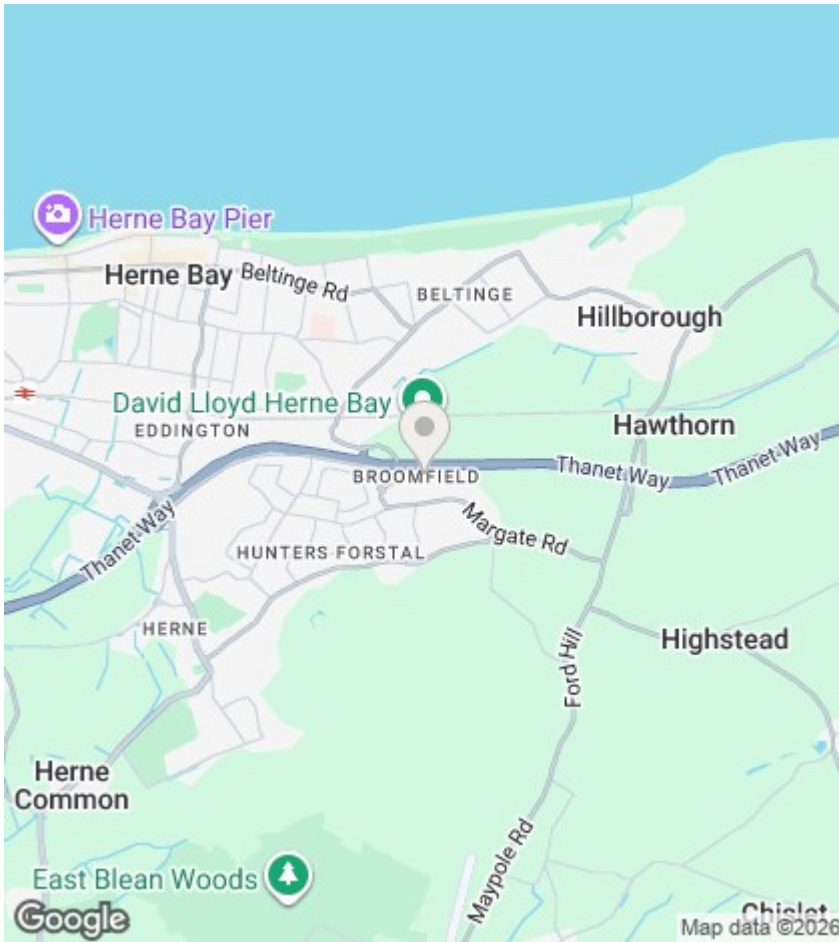 Herne Bay Pier
Herne Bay
Beltinge Rd
BELTINGE
Hillborough
David Lloyd Herne Bay
Hawthorn
EDDINGTON
Thanet Way
Thanet Way
BROOMFIELD
Thanet Way
Margate Rd
HUNTERS FORSTAL
HERNE
Highstead
Ford Hill
Herne
Common
Maypole Rd
East Blean Woods
Chislet
Google
Map data ©2026